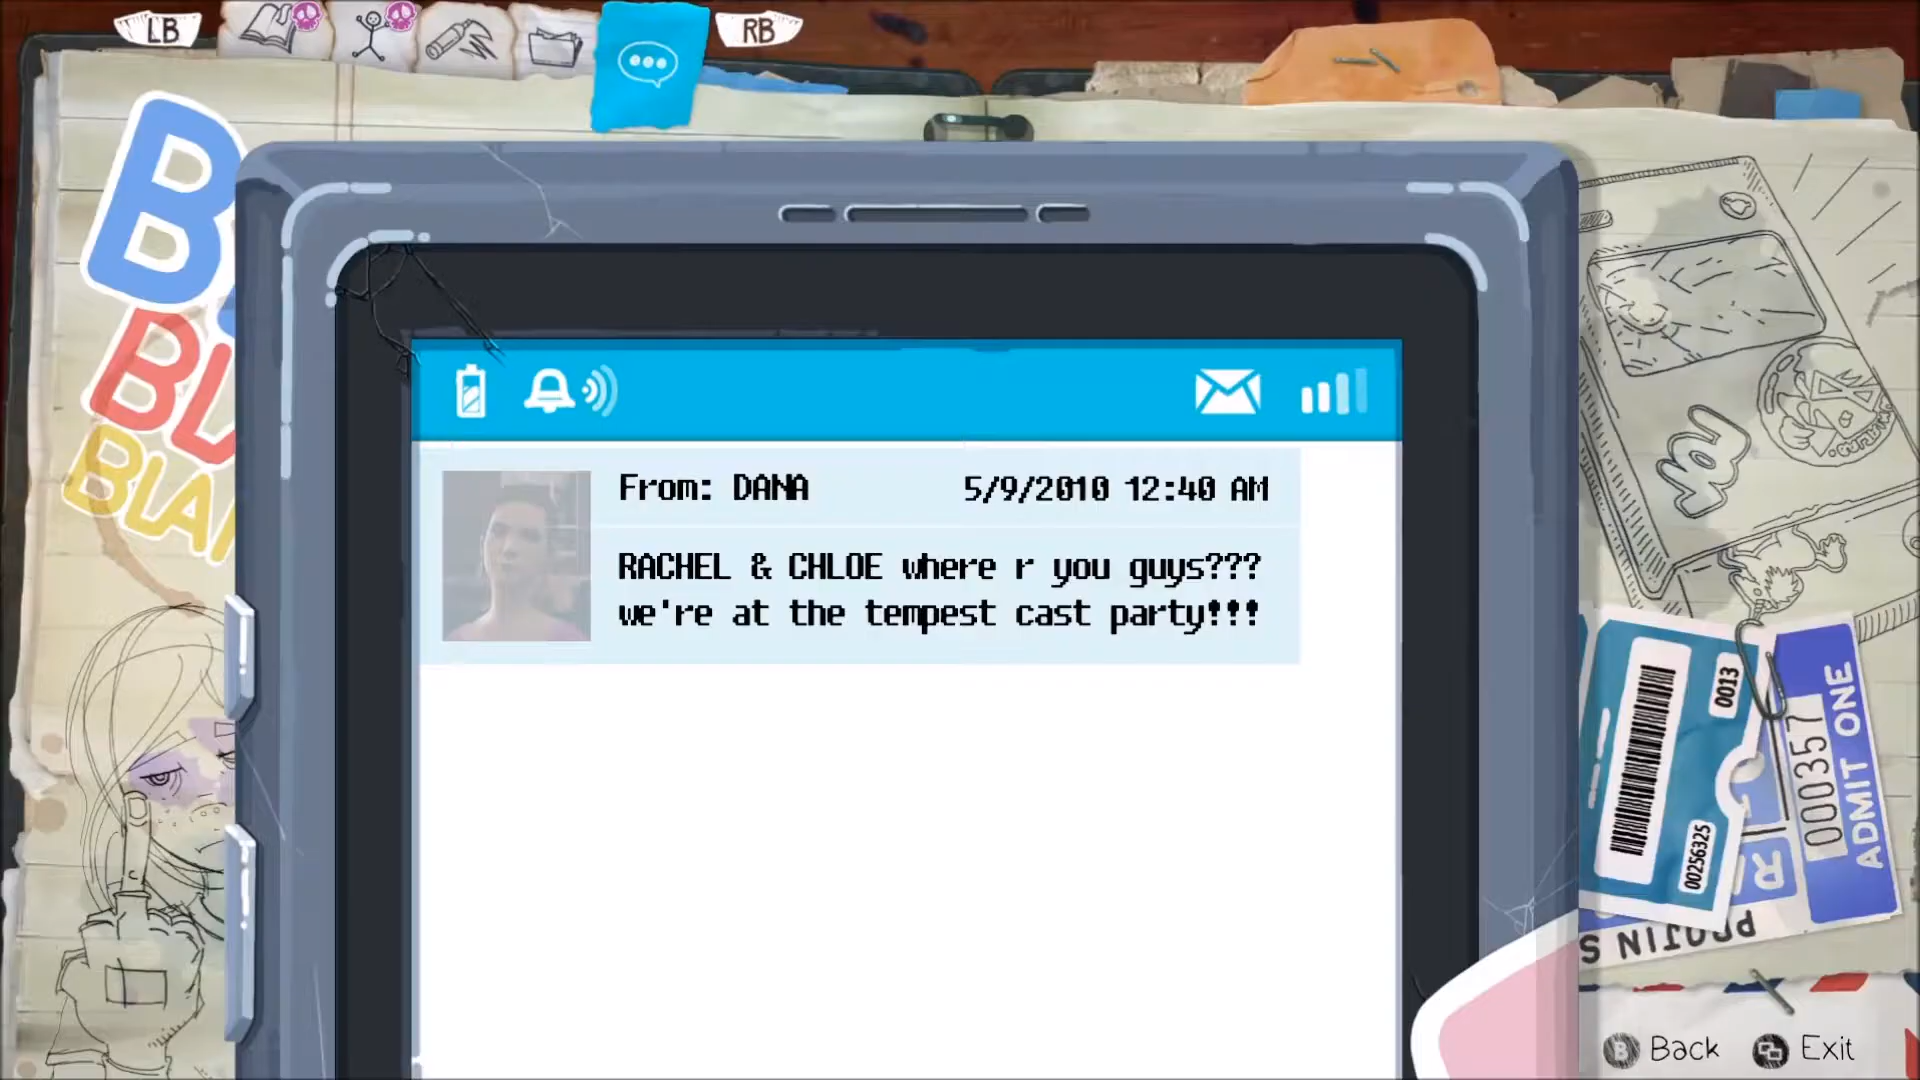 LB
RB
From: DANA
5/9/2010 12:40 AM
RACHEL & CHLOE where r you guys???
we're at the tempest cast party!!!
0013
00256325
000357
ADMIT ONE
Back
Exit